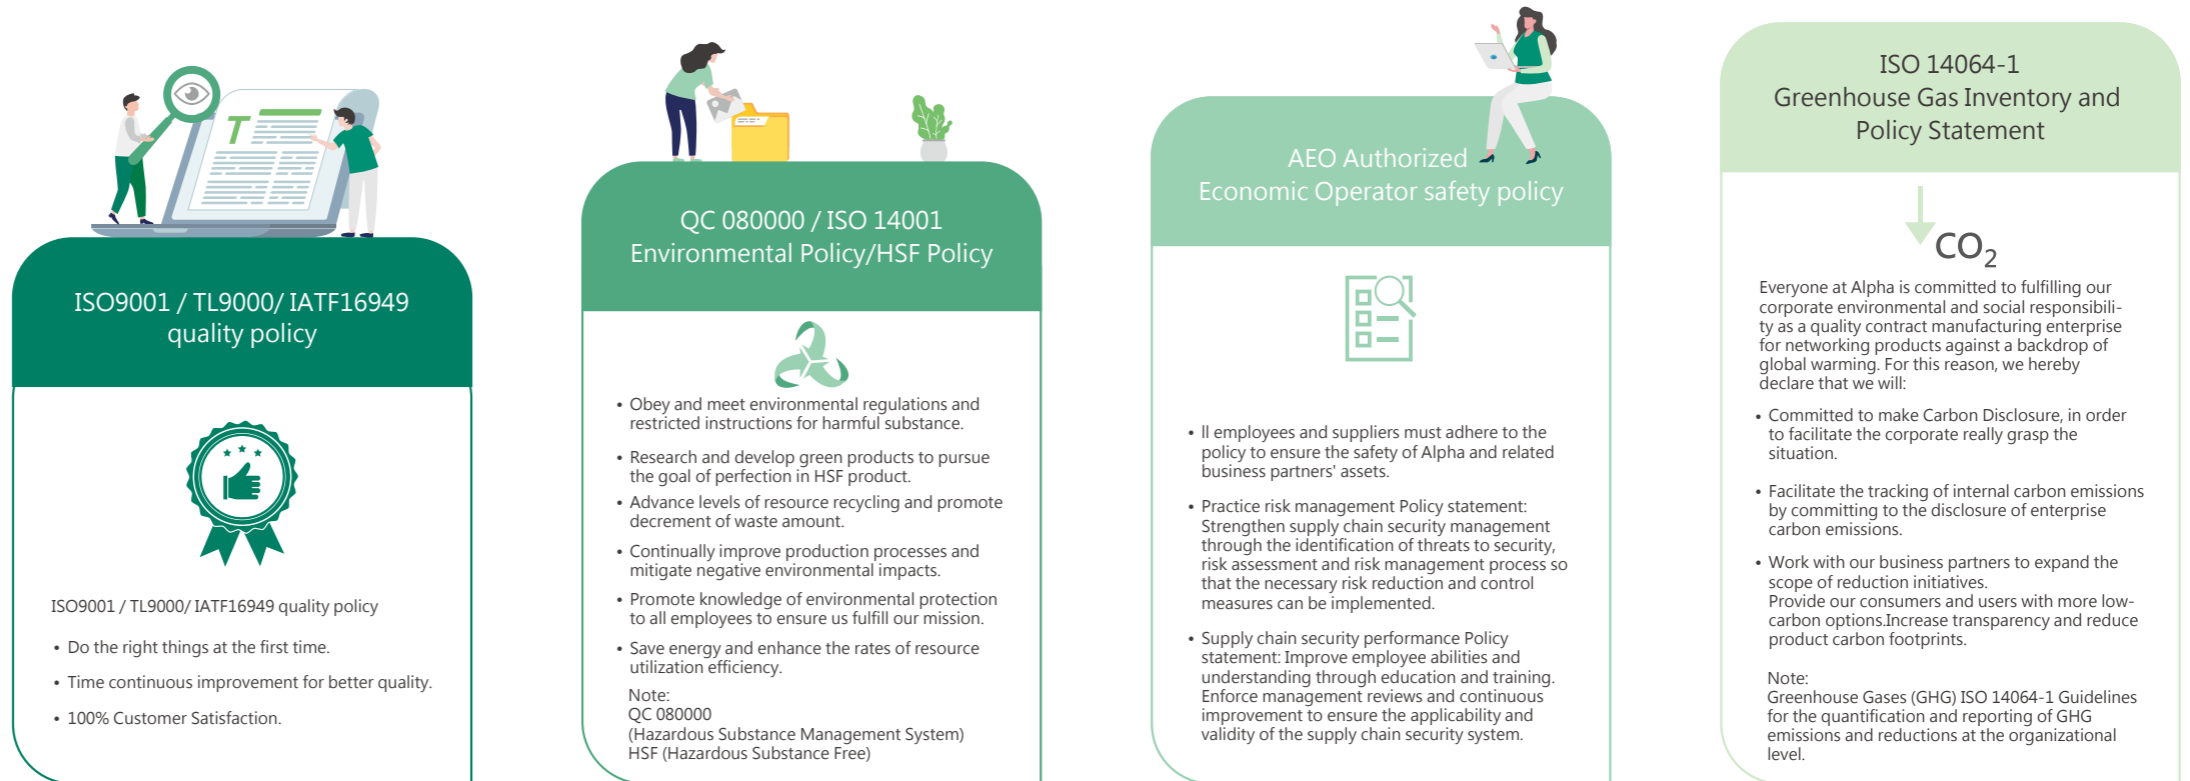 T
ISO9001 / TL9000/ IATF16949
quality policy
ISO9001 / TL9000/ IATF16949 quality policy
• Do the right things at the first time.
• Time continuous improvement for better quality.
• 100% Customer Satisfaction.
QC 080000 / ISO 14001
Environmental Policy/HSF Policy
• Obey and meet environmental regulations and
restricted instructions for harmful substance.
• Research and develop green products to pursue
the goal of perfection in HSF product.
• Advance levels of resource recycling and promote
decrement of waste amount.
• Continually improve production processes and
mitigate negative environmental impacts.
• Promote knowledge of environmental protection
to all employees to ensure us fulfill our mission.
• Save energy and enhance the rates of resource
utilization efficiency.
Note:
QC 080000
(Hazardous Substance Management System)
HSF (Hazardous Substance Free)
AEO Authorized
Economic Operator safety policy
• ll employees and suppliers must adhere to the
policy to ensure the safety of Alpha and related
business partners' assets.
• Practice risk management Policy statement:
Strengthen supply chain security management
through the identification of threats to security,
risk assessment and risk management process so
that the necessary risk reduction and control
measures can be implemented.
• Supply chain security performance Policy
statement: Improve employee abilities and
understanding through education and training.
Enforce management reviews and continuous
improvement to ensure the applicability and
validity of the supply chain security system.
ISO 14064-1
Greenhouse Gas Inventory and
Policy Statement
CO₂
Everyone at Alpha is committed to fulfilling our
corporate environmental and social responsibili-
ty as a quality contract manufacturing enterprise
for networking products against a backdrop of
global warming. For this reason, we hereby
declare that we will:
• Committed to make Carbon Disclosure, in order
to facilitate the corporate really grasp the
situation.
• Facilitate the tracking of internal carbon emissions
by committing to the disclosure of enterprise
carbon emissions.
• Work with our business partners to expand the
scope of reduction initiatives.
Provide our consumers and users with more low-
carbon options.Increase transparency and reduce
product carbon footprints.
Note:
Greenhouse Gases (GHG) ISO 14064-1 Guidelines
for the quantification and reporting of GHG
emissions and reductions at the organizational
level.